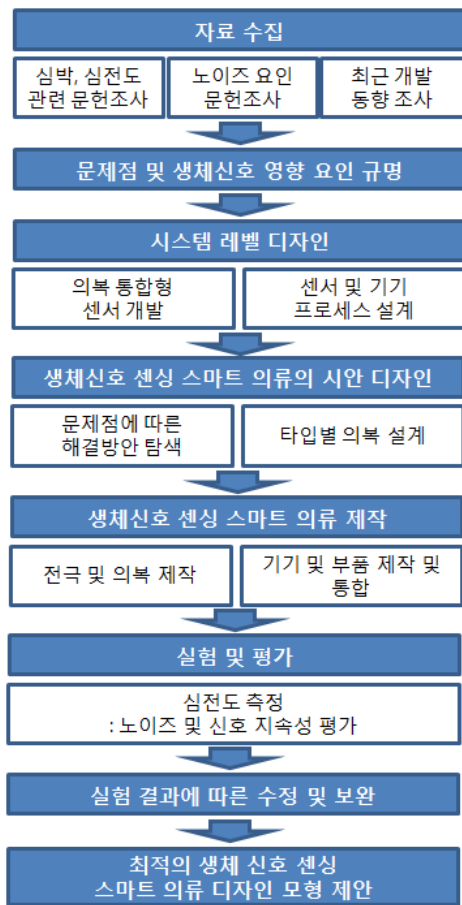 자료 수집
심박, 심전도
관련 문헌조사
노이즈 요인
문헌조사
최근 개발
동향 조사
문제점 및 생체신호 영향 요인 규명
시스템 레벨 디자인
의복 통합형
센서 개발
센서 및 기기
프로세스 설계
생체신호 센싱 스마트 의류의 시안 디자인
문제점에 따른
해결방안 탐색
타입별 의복 설계
생체신호 센싱 스마트 의류 제작
전극 및 의복 제작
기기 및 부품 제작 및
통합
실험 및 평가
심전도 측정
: 노이즈 및 신호 지속성 평가
실험 결과에 따른 수정 및 보완
최적의 생체 신호 센싱
스마트 의류 디자인 모형 제안